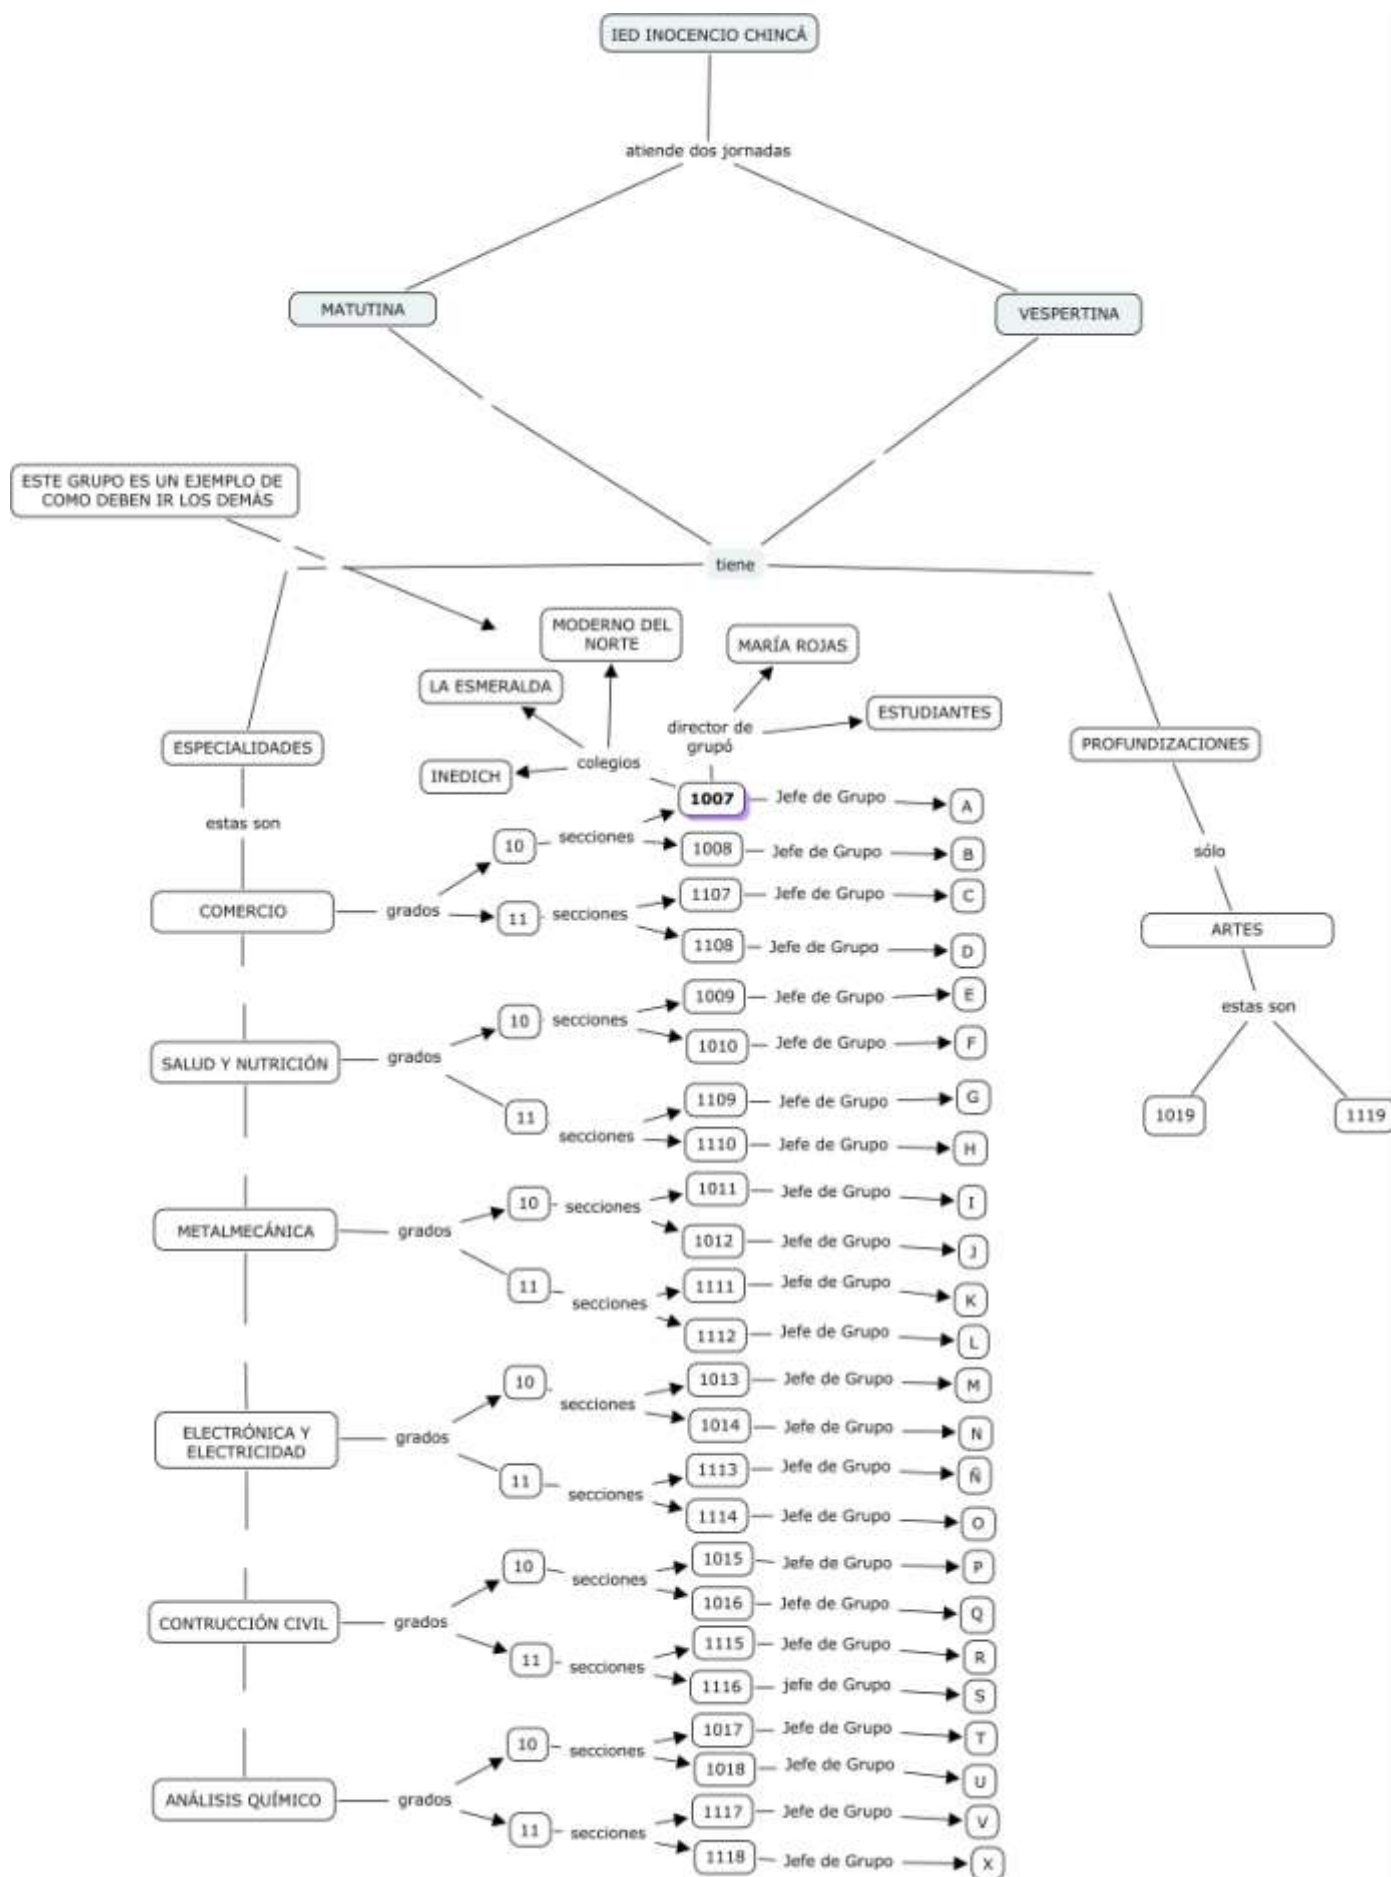 IED INOCENCIO CHINCÁ
atiende dos jornadas
MATUTINA
VESPERTINA
ESTE GRUPO ES UN EJEMPLO DE
COMO DEBEN IR LOS DEMÁS
tiene
MODERNO DEL
NORTE
MARÍA ROJAS
LA ESMERALDA
ESTUDIANTES
director de
grupó
ESPECIALIDADES
PROFUNDIZACIONES
INEDICH
colegios
estas son
1007 Jefe de Grupo A
10 secciones
1008 Jefe de Grupo B
sólo
COMERCIO grados
1107 Jefe de Grupo C
11 secciones
1108 Jefe de Grupo D
ARTES
estas son
1009 Jefe de Grupo E
10 secciones
1010 Jefe de Grupo F
SALUD Y NUTRICIÓN grados
1109 Jefe de Grupo G
11 secciones
1110 Jefe de Grupo H
1019
1119
1011 Jefe de Grupo I
10 secciones
1012 Jefe de Grupo J
METALMECÁNICA grados
1111 Jefe de Grupo K
11 secciones
1112 Jefe de Grupo L
1013 Jefe de Grupo M
10 secciones
1014 Jefe de Grupo N
ELECTRÓNICA Y
ELECTRICIDAD
grados
1113 Jefe de Grupo Ñ
11 secciones
1114 Jefe de Grupo O
1015 Jefe de Grupo P
10 secciones
1016 Jefe de Grupo Q
CONTRUCCIÓN CIVIL grados
1115 Jefe de Grupo R
11 secciones
1116 jefe de Grupo S
1017 Jefe de Grupo T
10 secciones
1018 Jefe de Grupo U
ANÁLISIS QUÍMICO grados
1117 Jefe de Grupo V
11 secciones
1118 Jefe de Grupo X